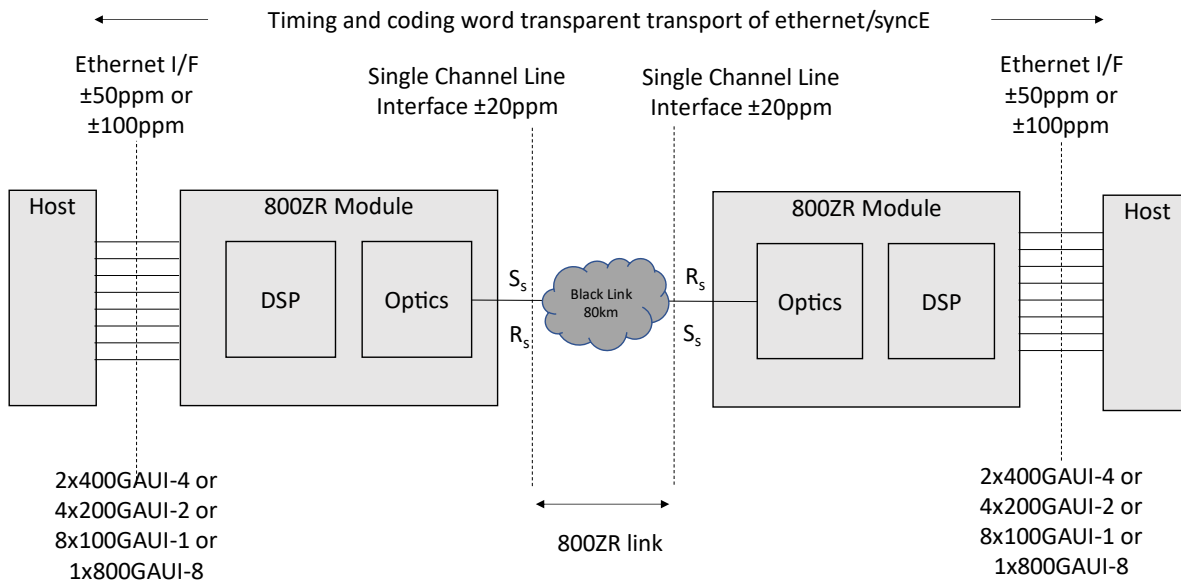 Timing and coding word transparent transport of ethernet/syncE
Ethernet I/F
±50ppm or
±100ppm
Single Channel Line
Interface ±20ppm
Single Channel Line
Interface ±20ppm
Ethernet I/F
±50ppm or
±100ppm
Host
800ZR Module
DSP
Optics
Ss
Rs
Black Link
80km
Rs
Ss
800ZR Module
Optics
DSP
Host
2x400GAUI-4 or
4x200GAUI-2 or
8x100GAUI-1 or
1x800GAUI-8
800ZR link
2x400GAUI-4 or
4x200GAUI-2 or
8x100GAUI-1 or
1x800GAUI-8